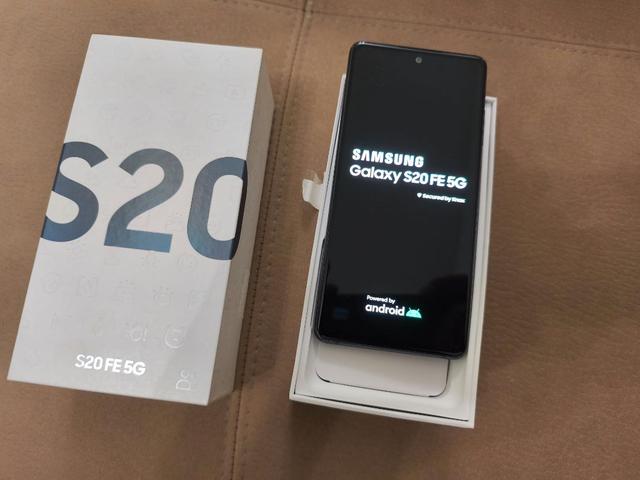 S20
S20 FE 5G
SAMSUNG
Galaxy S20 FE 5G
Secured by Knox
Powered by
android